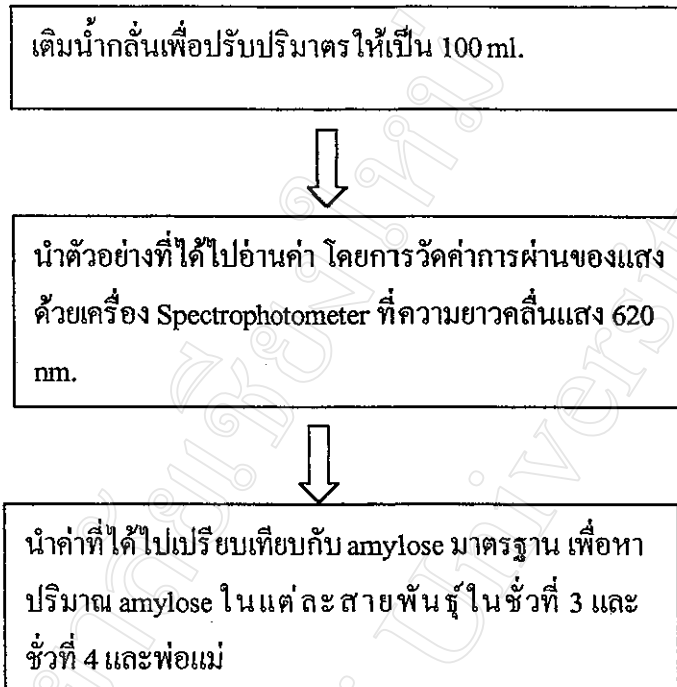 เติมน้ำกลั่นเพื่อปรับปริมาตรให้เป็น 100 ml.
นำตัวอย่างที่ได้ไปอ่านค่า โดยการวัดค่าการผ่านของแสง
ด้วยเครื่อง Spectrophotometer ที่ความยาวคลื่นแสง 620
nm.
นำค่าที่ได้ไปเปรียบเทียบกับ amylose มาตรฐาน เพื่อหา
ปริมาณ amylose ในแต่ละสายพันธุ์ในชั่วที่ 3 และ
ชั่วที่ 4 และพ่อแม่